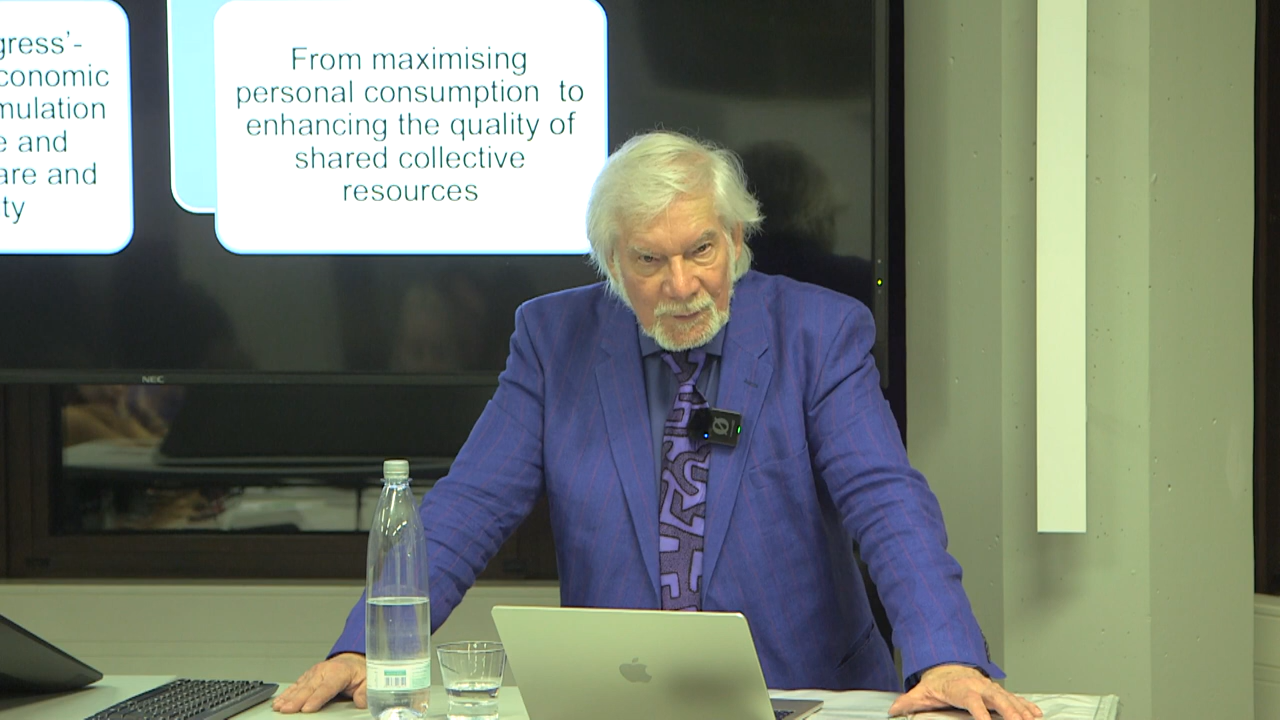 gress’-
conomic
mulation
e and
are and
ty
From maximising
personal consumption to
enhancing the quality of
shared collective
resources
NEC